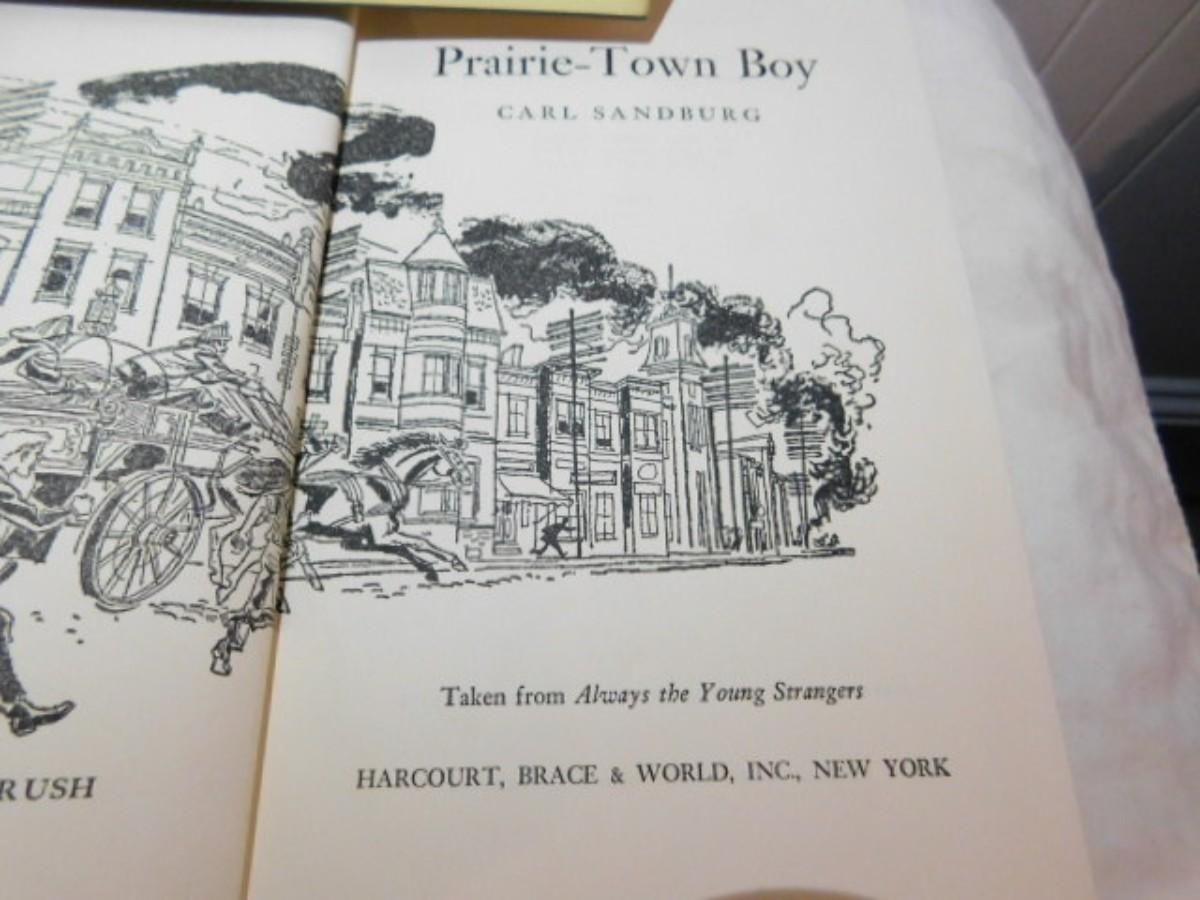 Prairie-Town Boy
CARL SANDBURG
Taken from Always the Young Strangers
RUSH
HARCOURT, BRACE & WORLD, INC., NEW YORK